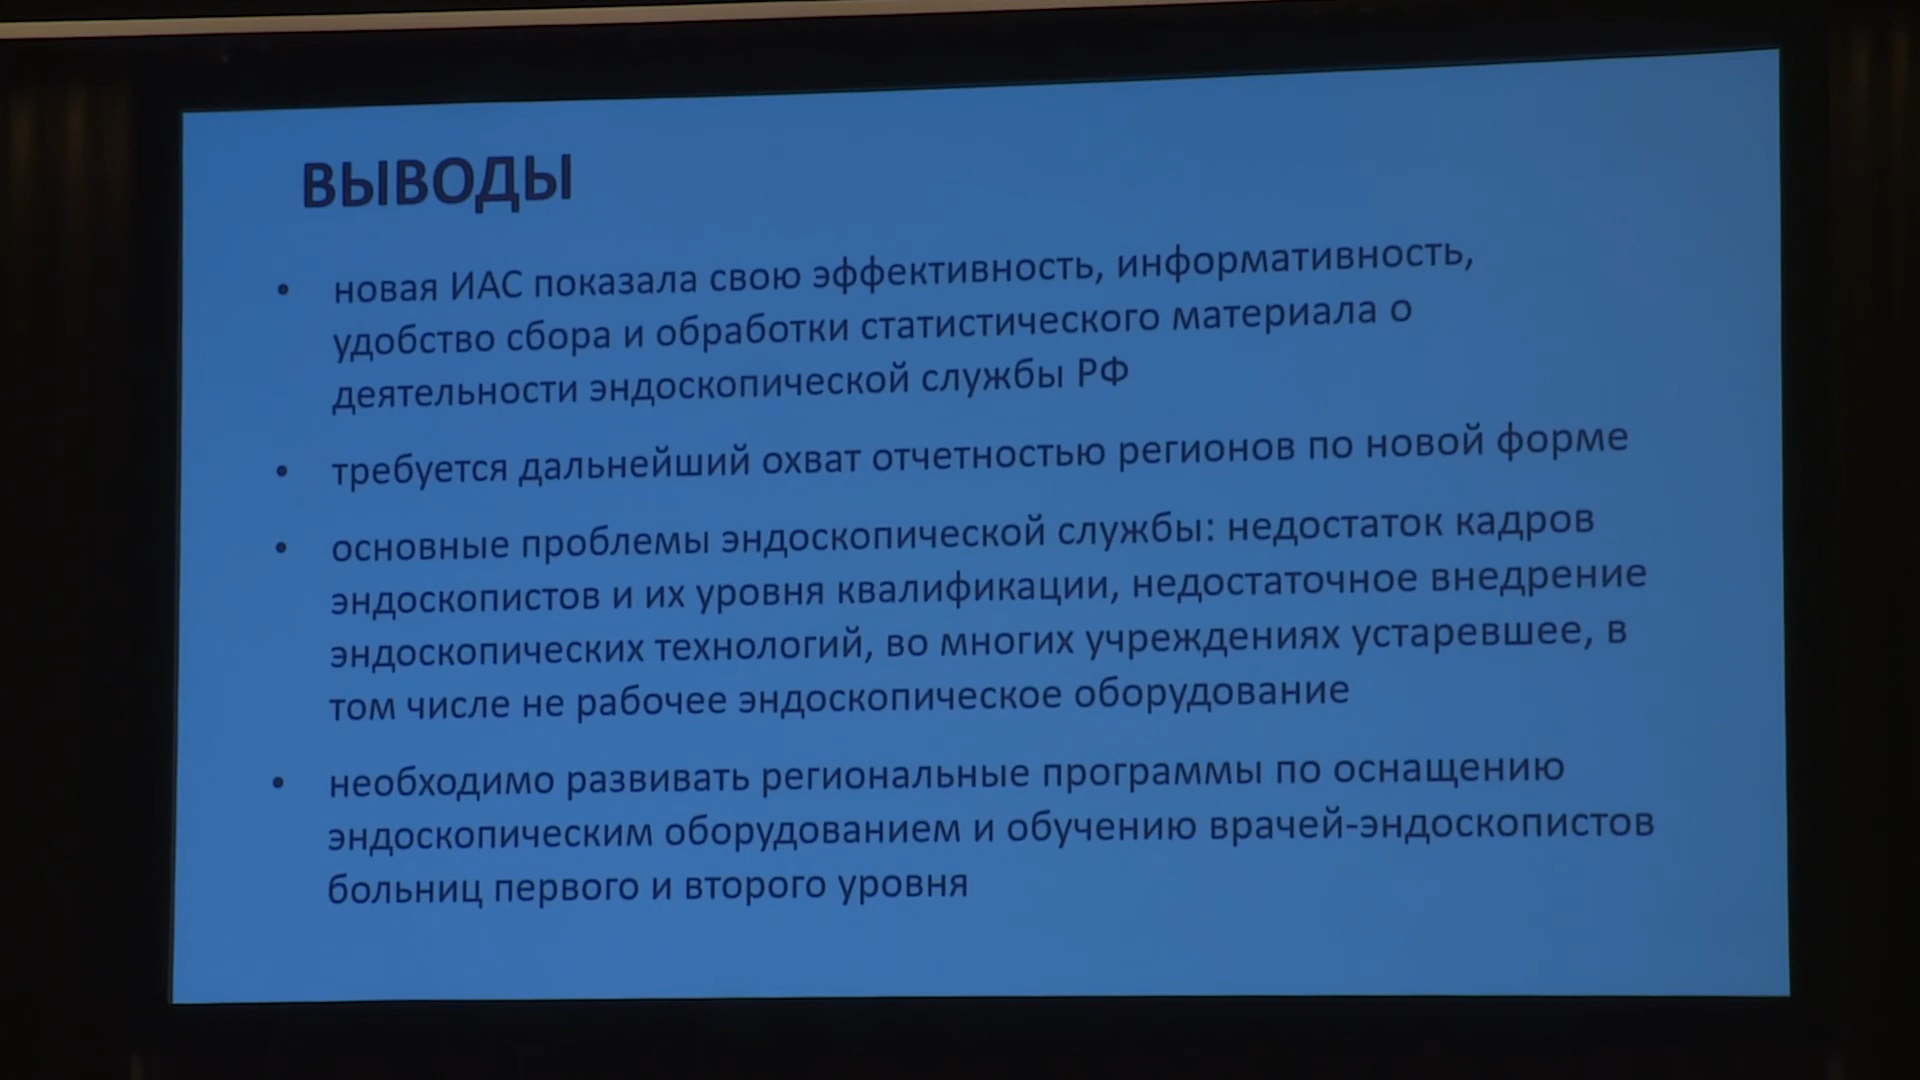 ВЫВОДЫ
• новая ИАС показала свою эффективность, информативность,
удобство сбора и обработки статистического материала о
деятельности эндоскопической службы РФ
• требуется дальнейший охват отчетностью регионов по новой форме
• основные проблемы эндоскопической службы: недостаток кадров
эндоскопистов и их уровня квалификации, недостаточное внедрение
эндоскопических технологий, во многих учреждениях устаревшее, в
том числе не рабочее эндоскопическое оборудование
• необходимо развивать региональные программы по оснащению
эндоскопическим оборудованием и обучению врачей-эндоскопистов
больниц первого и второго уровня